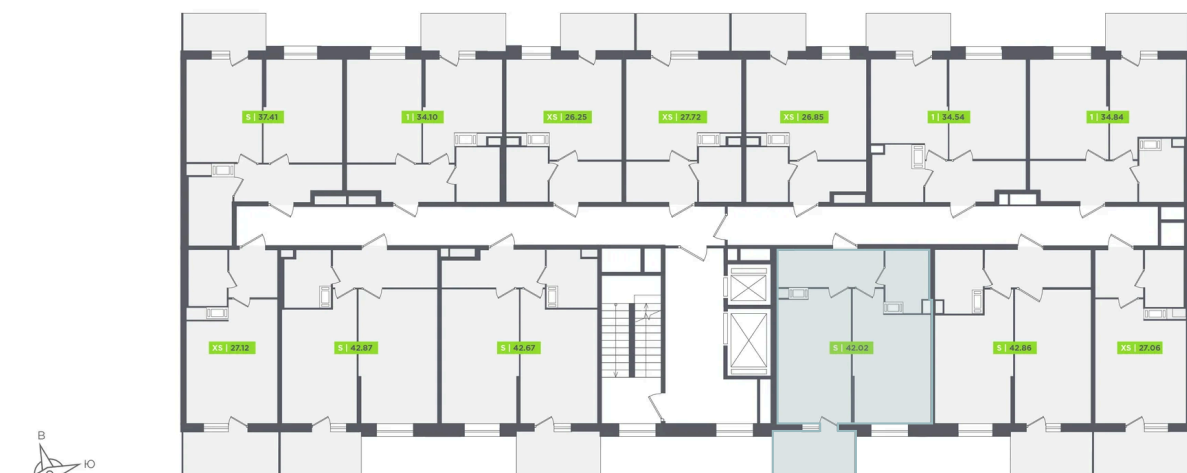 S | 37.41
1 | 34.10
XS | 26.25
XS | 27.72
XS | 26.85
1 | 34.54
1 | 34.84
XS | 27.12
S | 42.87
S | 42.67
S | 42.02
S | 42.86
XS | 27.06
В
Ю